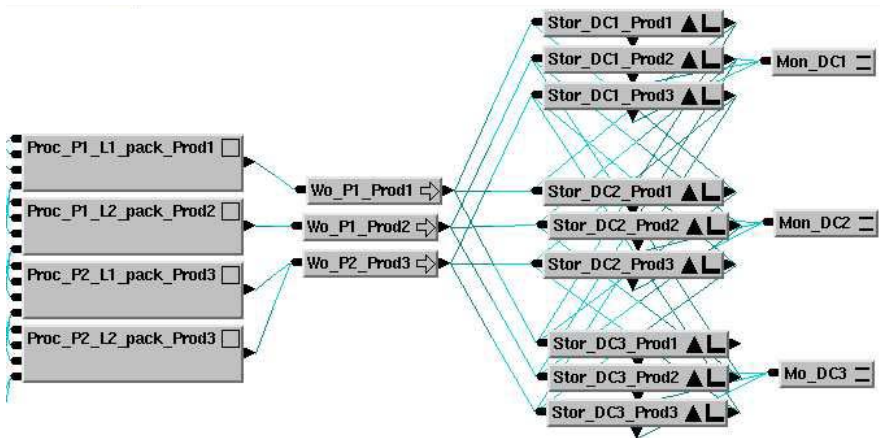 Proc_P1_L1_pack_Prod1
Proc_P1_L2_pack_Prod2
Proc_P2_L1_pack_Prod3
Proc_P2_L2_pack_Prod3
Wo_P1_Prod1
Wo_P1_Prod2
Wo_P2_Prod3
Stor_DC1_Prod1
Stor_DC1_Prod2
Stor_DC1_Prod3
Stor_DC2_Prod1
Stor_DC2_Prod2
Stor_DC2_Prod3
Stor_DC3_Prod1
Stor_DC3_Prod2
Stor_DC3_Prod3
Mon_DC1
Mon_DC2
Mo_DC3